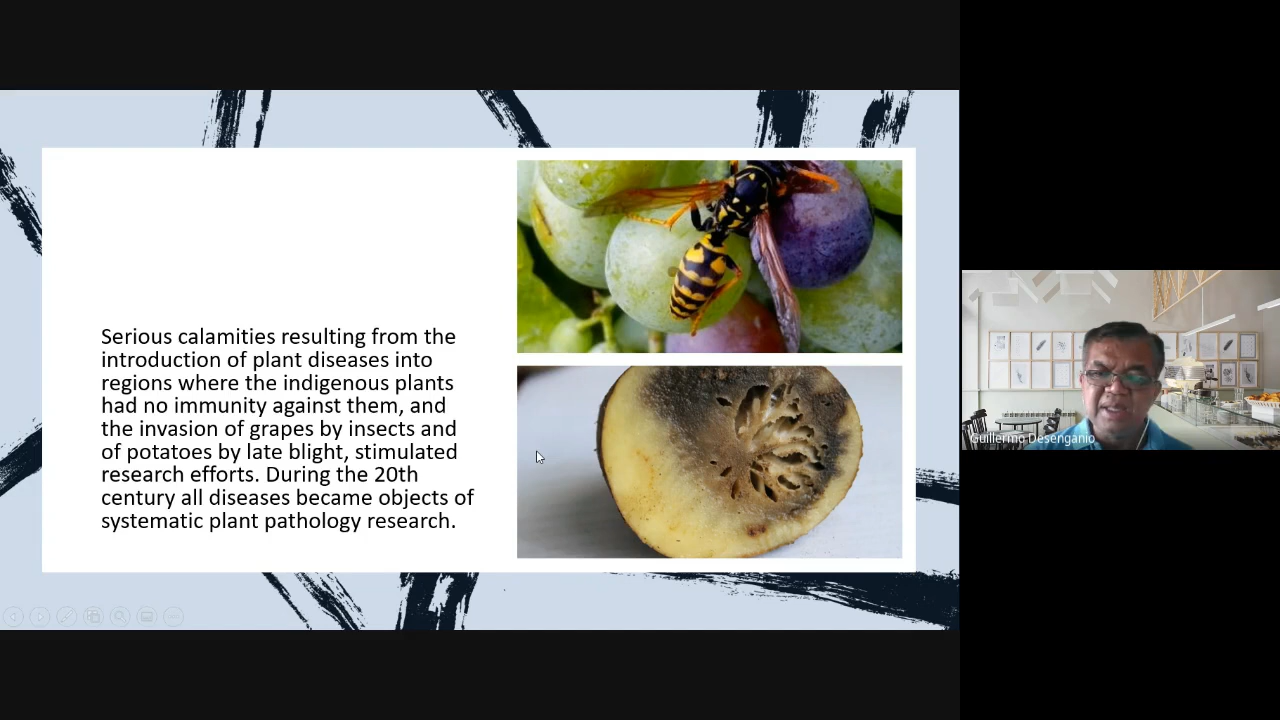 Serious calamities resulting from the
introduction of plant diseases into
regions where the indigenous plants
had no immunity against them, and
the invasion of grapes by insects and
of potatoes by late blight, stimulated
research efforts. During the 20th
century all diseases became objects of
systematic plant pathology research.
Guillermo Desenganio